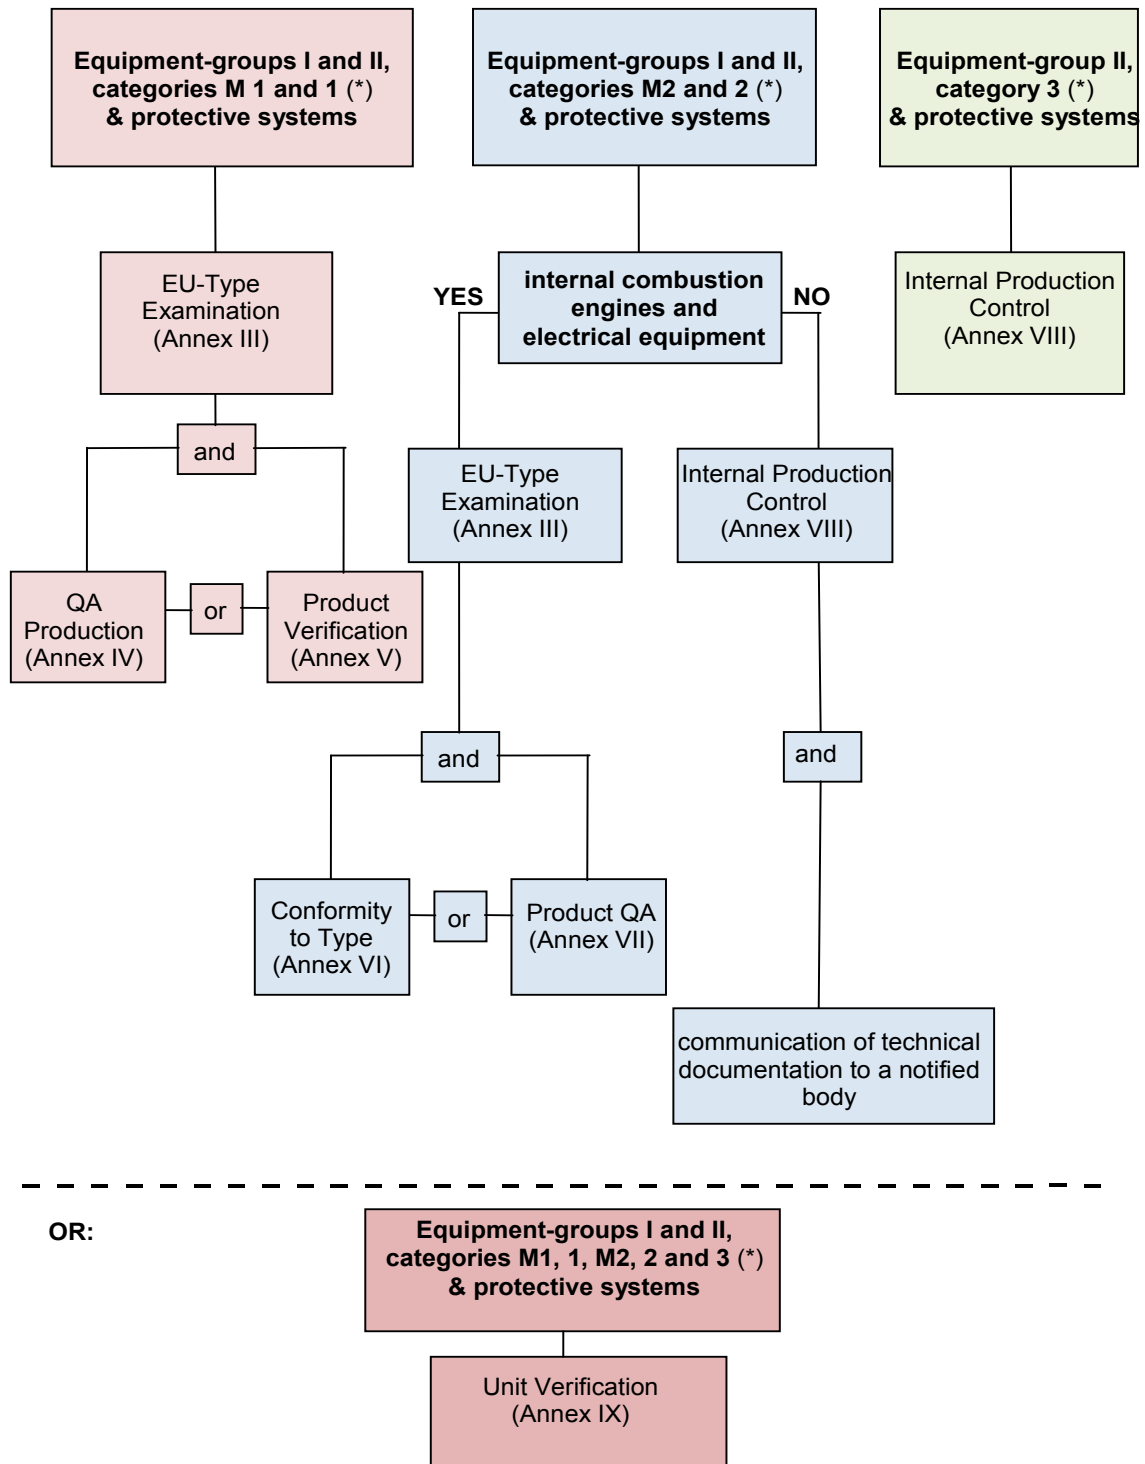 Equipment-groups I and II,
categories M 1 and 1 (*)
& protective systems
Equipment-groups I and II,
categories M2 and 2 (*)
& protective systems
Equipment-group II,
category 3 (*)
& protective systems
EU-Type
Examination
(Annex III)
YES
internal combustion
engines and
electrical equipment
NO
Internal Production
Control
(Annex VIII)
and
EU-Type
Examination
(Annex III)
Internal Production
Control
(Annex VIII)
QA
Production
(Annex IV)
or
Product
Verification
(Annex V)
and
and
Conformity
to Type
(Annex VI)
or
Product QA
(Annex VII)
communication of technical
documentation to a notified
body
OR:
Equipment-groups I and II,
categories M1, 1, M2, 2 and 3 (*)
& protective systems
Unit Verification
(Annex IX)